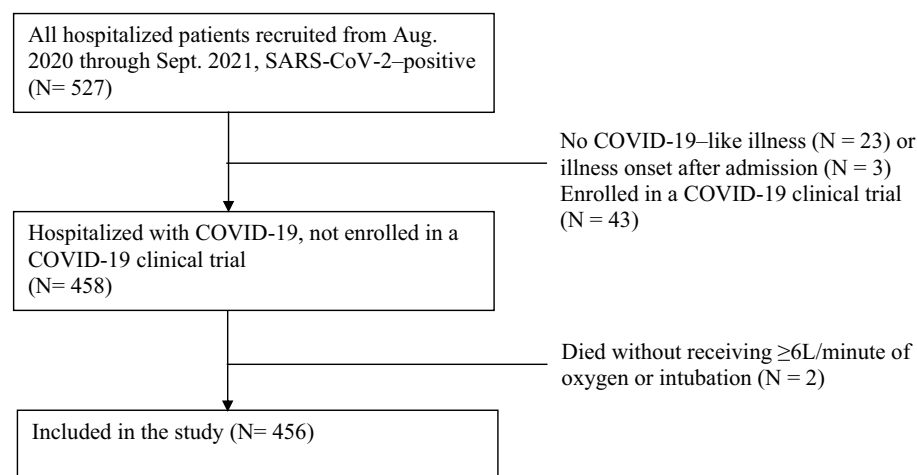 All hospitalized patients recruited from Aug.
2020 through Sept. 2021, SARS-CoV-2–positive
(N= 527)
No COVID-19–like illness (N = 23) or
illness onset after admission (N = 3)
Enrolled in a COVID-19 clinical trial
(N = 43)
Hospitalized with COVID-19, not enrolled in a
COVID-19 clinical trial
(N= 458)
Died without receiving ≥6L/minute of
oxygen or intubation (N = 2)
Included in the study (N= 456)